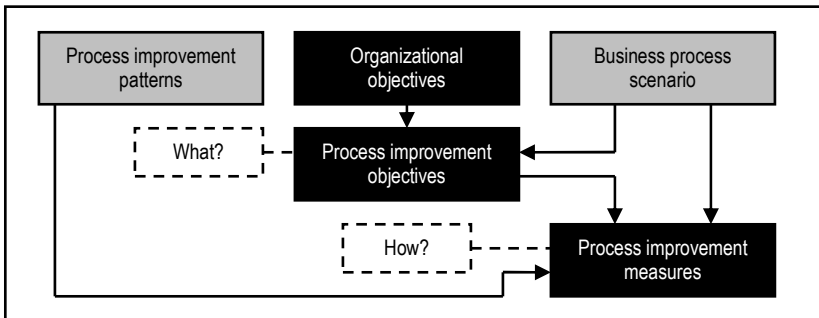 Process improvement
patterns
Organizational
objectives
Business process
scenario
What?
Process improvement
objectives
How?
Process improvement
measures